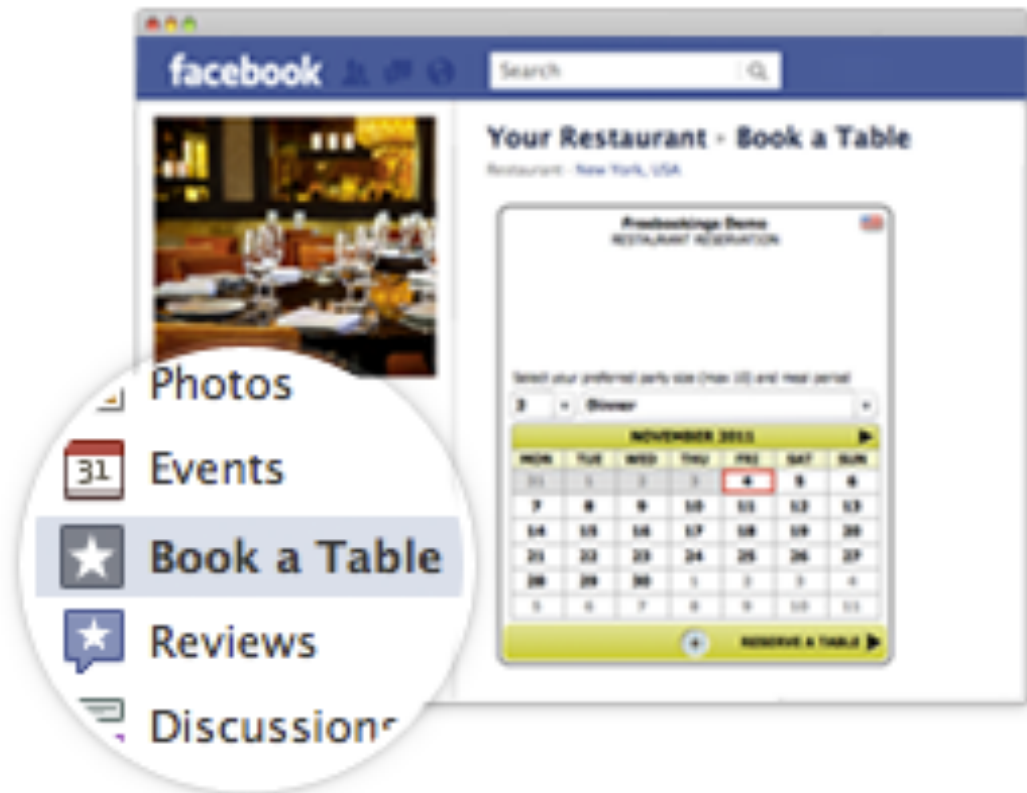 facebook
Search
Your Restaurant - Book a Table
Restaurant - New York, USA
Freebookings Demo
RESTAURANT RESERVATION
Select your preferred party size (max 10) and meal period
2 Dinner
NOVEMBER 2011
MON TUE WED THU FRI SAT SUN
31 1 2 3 4 5 6
7 8 9 10 11 12 13
14 15 16 17 18 19 20
21 22 23 24 25 26 27
28 29 30 1 2 3 4
5 6 7 8 9 10 11
RESERVE A TABLE
Photos
31 Events
Book a Table
Reviews
Discussions